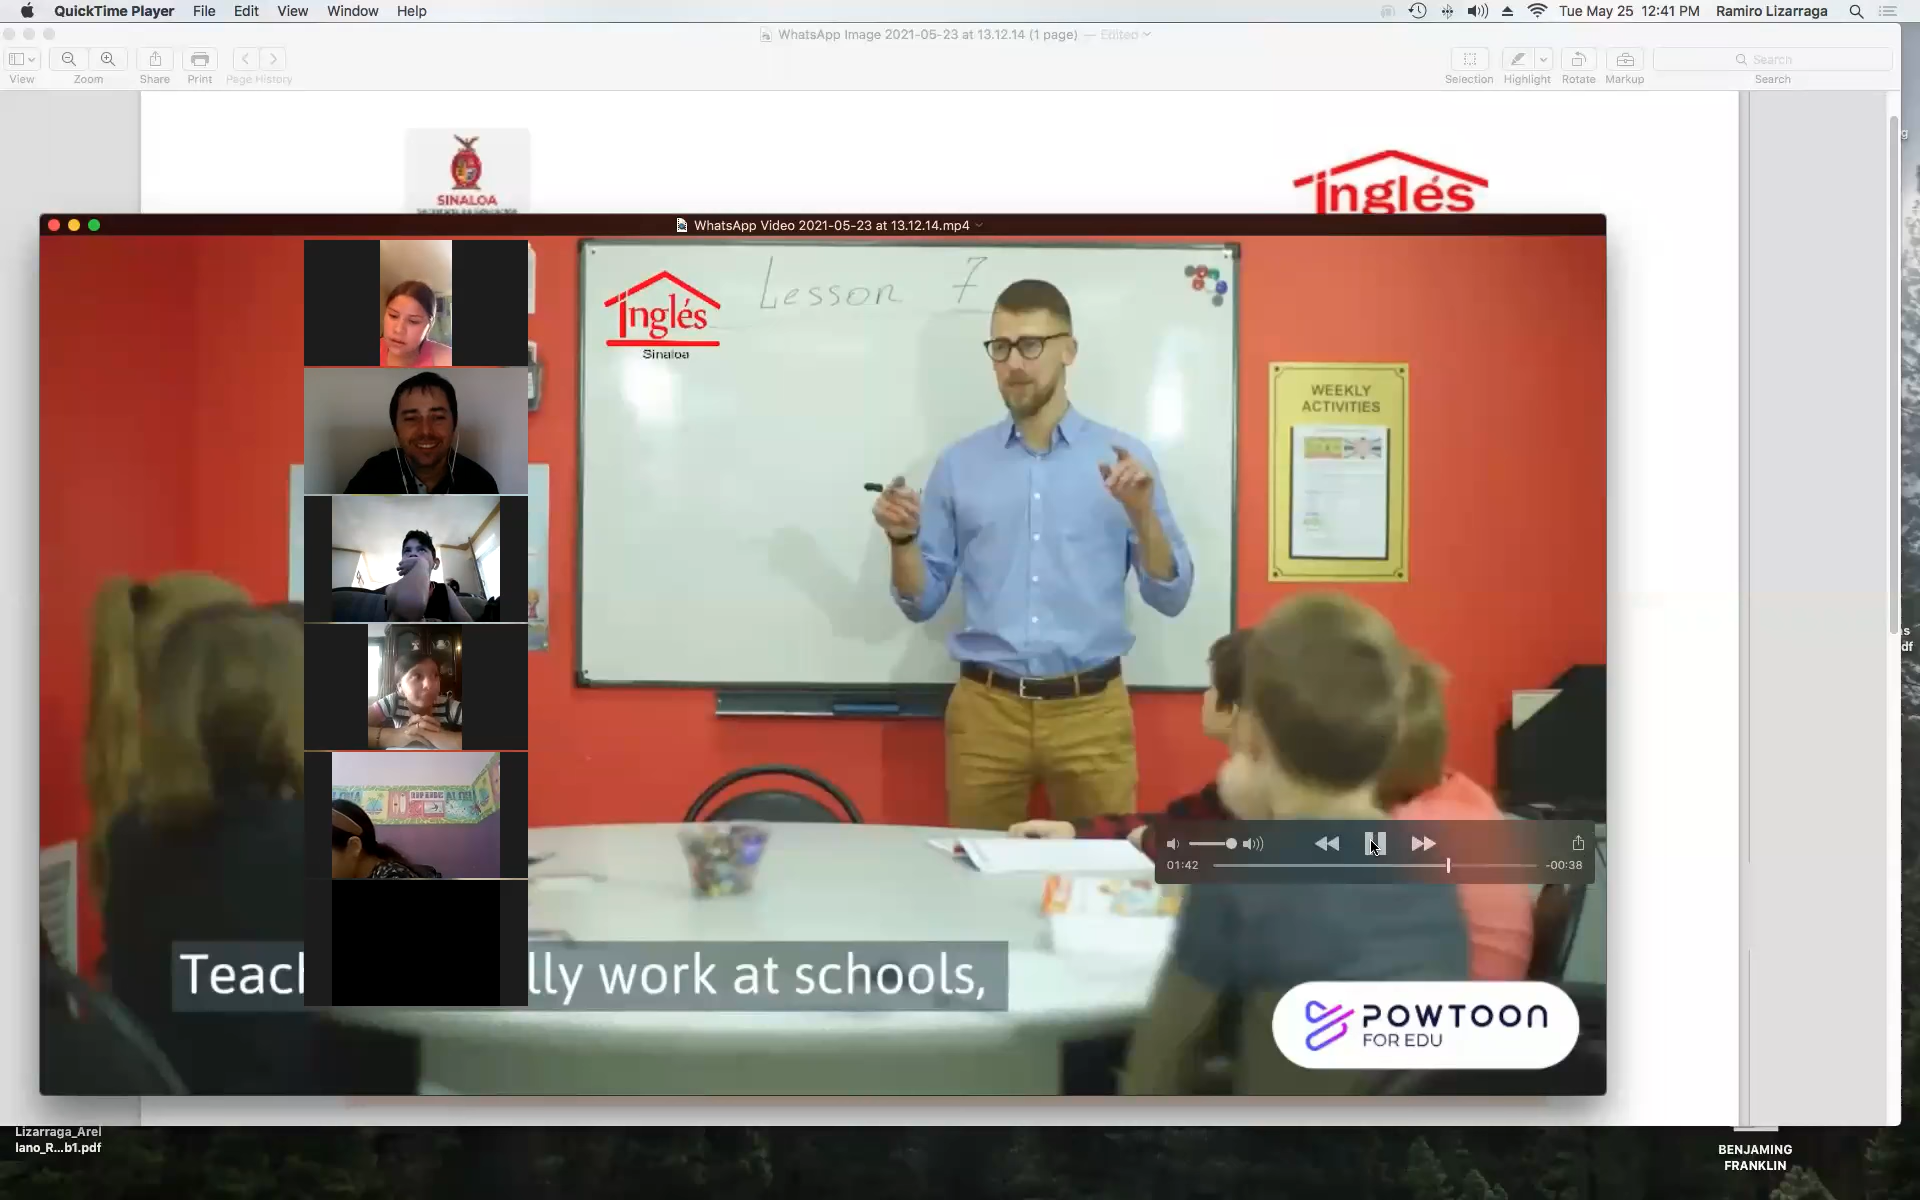 QuickTime Player File Edit View Window Help
Tue May 25 12:41 PM Ramiro Lizarraga
WhatsApp Image 2021-05-23 at 13.12.14 (1 page) — Edited
View Zoom Share Print Page History
Selection Highlight Rotate Markup Search
Search
SINALOA
Inglés
WhatsApp Video 2021-05-23 at 13.12.14.mp4
Lesson 7
Inglés
Sinaloa
WEEKLY
ACTIVITIES
01:42 -00:38
work at schools,
POWTOON
FOR EDU
Lizarraga_Arel
lano_R...b1.pdf
BENJAMING
FRANKLIN